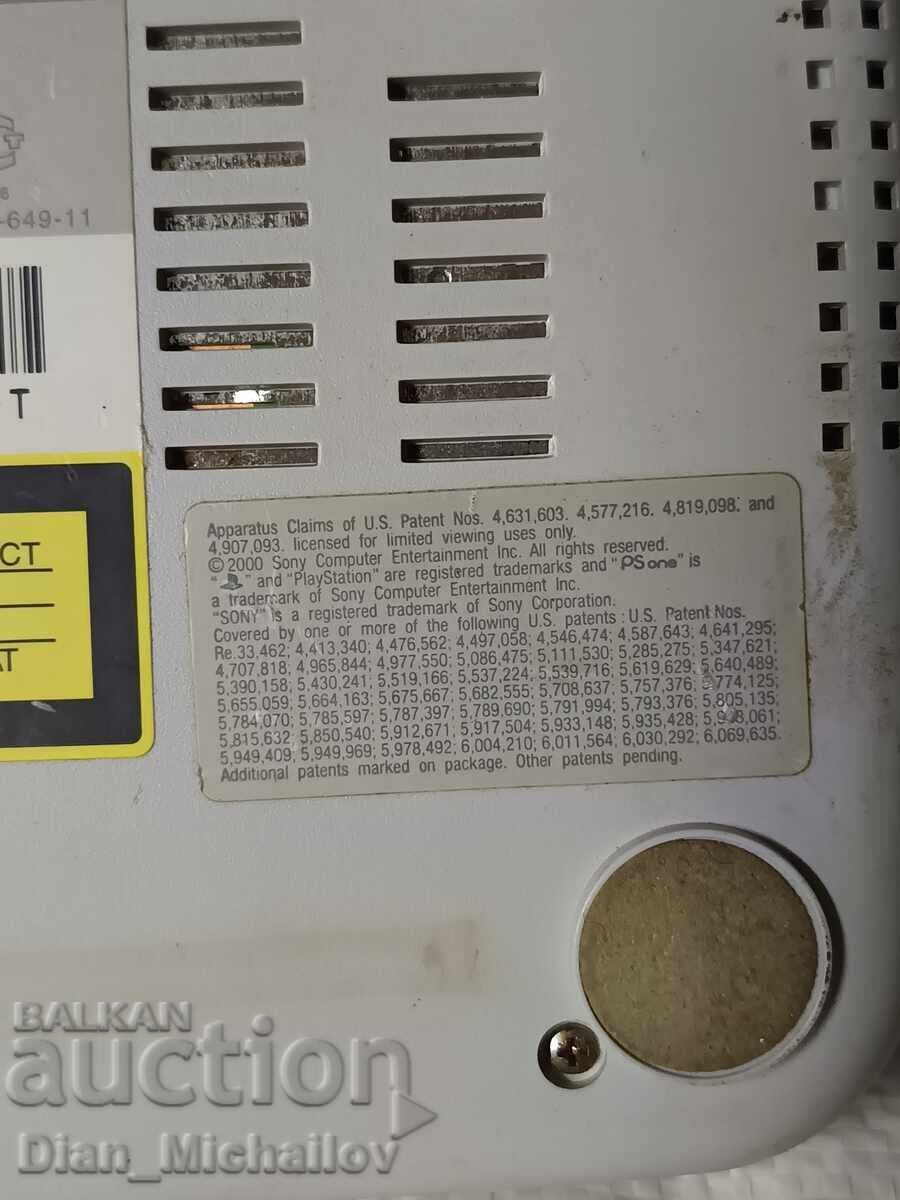 6
-649-11
T
CT
AT
Apparatus Claims of U.S. Patent Nos. 4,631,603. 4,577,216. 4,819,098. and
4,907,093. licensed for limited viewing uses only.
©2000 Sony Computer Entertainment Inc. All rights reserved.
" " and "PlayStation" are registered trademarks and "PS one" is
a trademark of Sony Computer Entertainment Inc.
"SONY" is a registered trademark of Sony Corporation.
Covered by one or more of the following U.S. patents : U.S. Patent Nos.
Re.33,462; 4,413,340; 4,476,562; 4,497,058; 4,546,474; 4,587,643; 4,641,295;
4,707,818; 4,965,844; 4,977,550; 5,086,475; 5,111,530; 5,285,275; 5,347,621;
5,390,158; 5,430,241; 5,519,166; 5,537,224; 5,539,716; 5,619,629; 5,640,489;
5,655,059; 5,664,163; 5,675,667; 5,682,555; 5,708,637; 5,757,376; 5,774,125;
5,784,070; 5,785,597; 5,787,397; 5,789,690; 5,791,994; 5,793,376; 5,805,135;
5,815,632; 5,850,540; 5,912,671; 5,917,504; 5,933,148; 5,935,428;
5,949,409; 5,949,969; 5,978,492; 6,004,210; 6,011,564; 6,030,292; 6,069,635.
Additional patents marked on package. Other patents pending.
BALKAN
auction
Dian_Michailov